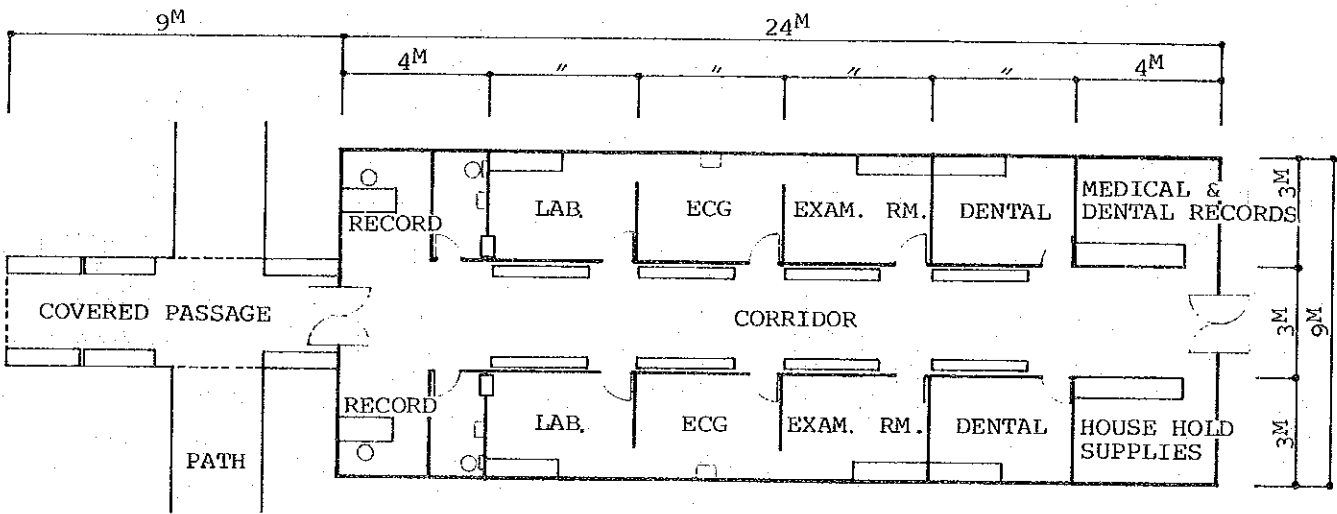 9M 24M
4M " " " " 4M
RECORD LAB. ECG EXAM. RM. DENTAL MEDICAL &
DENTAL RECORDS
3M
COVERED PASSAGE CORRIDOR
3M 9M
RECORD LAB. ECG EXAM. RM. DENTAL HOUSE HOLD
SUPPLIES
3M
PATH